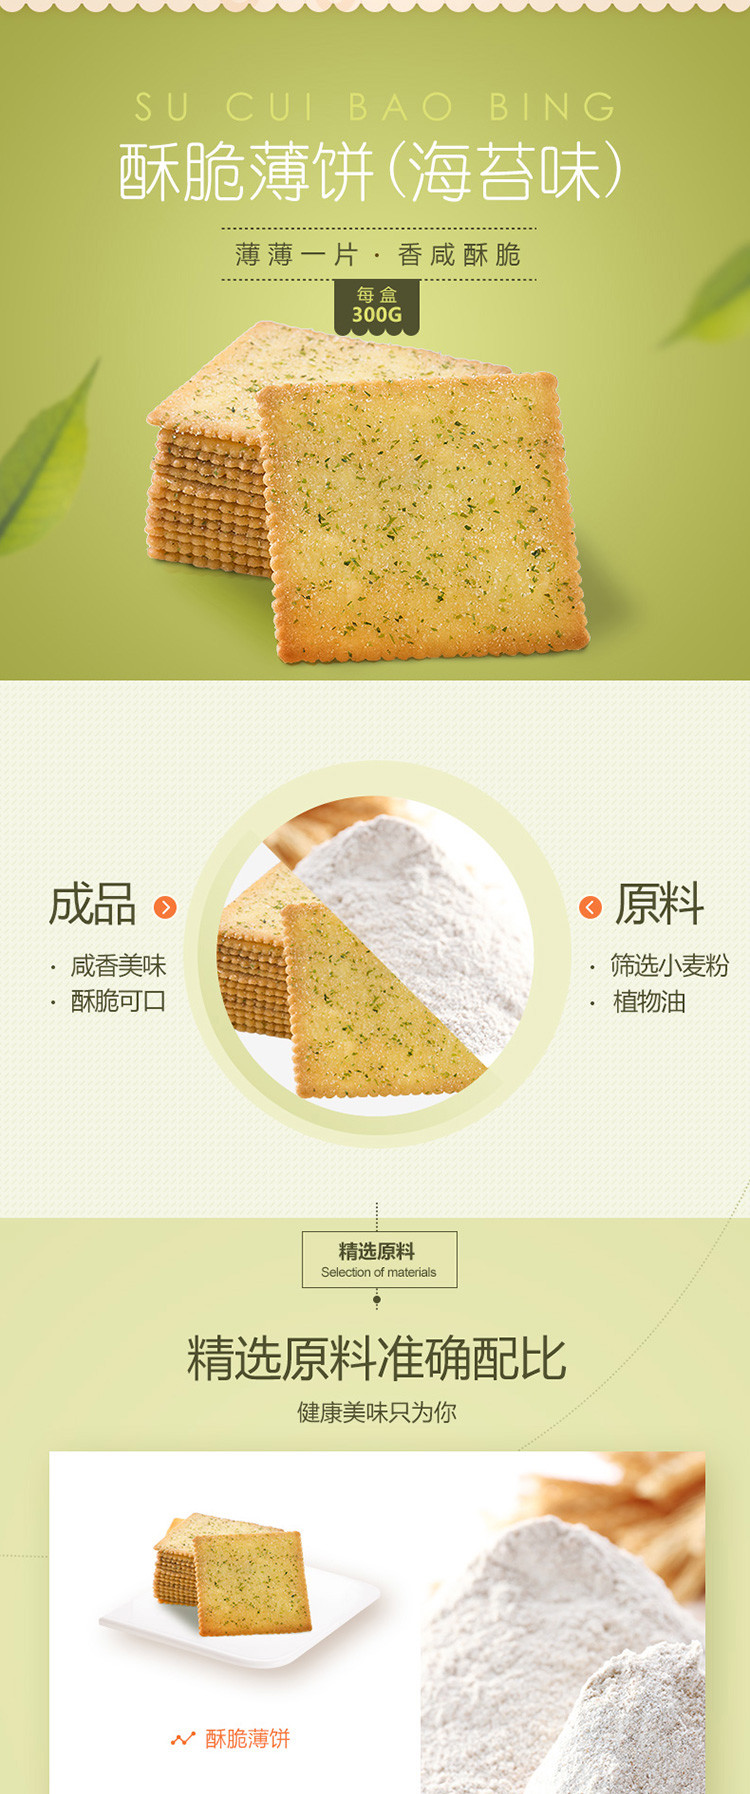 SU CUI BAO BING
酥脆薄饼(海苔味)
薄薄一片·香咸酥脆
每盒
300G
成品
· 咸香美味
· 酥脆可口
原料
· 筛选小麦粉
· 植物油
精选原料
Selection of materials
精选原料准确配比
健康美味只为你
酥脆薄饼